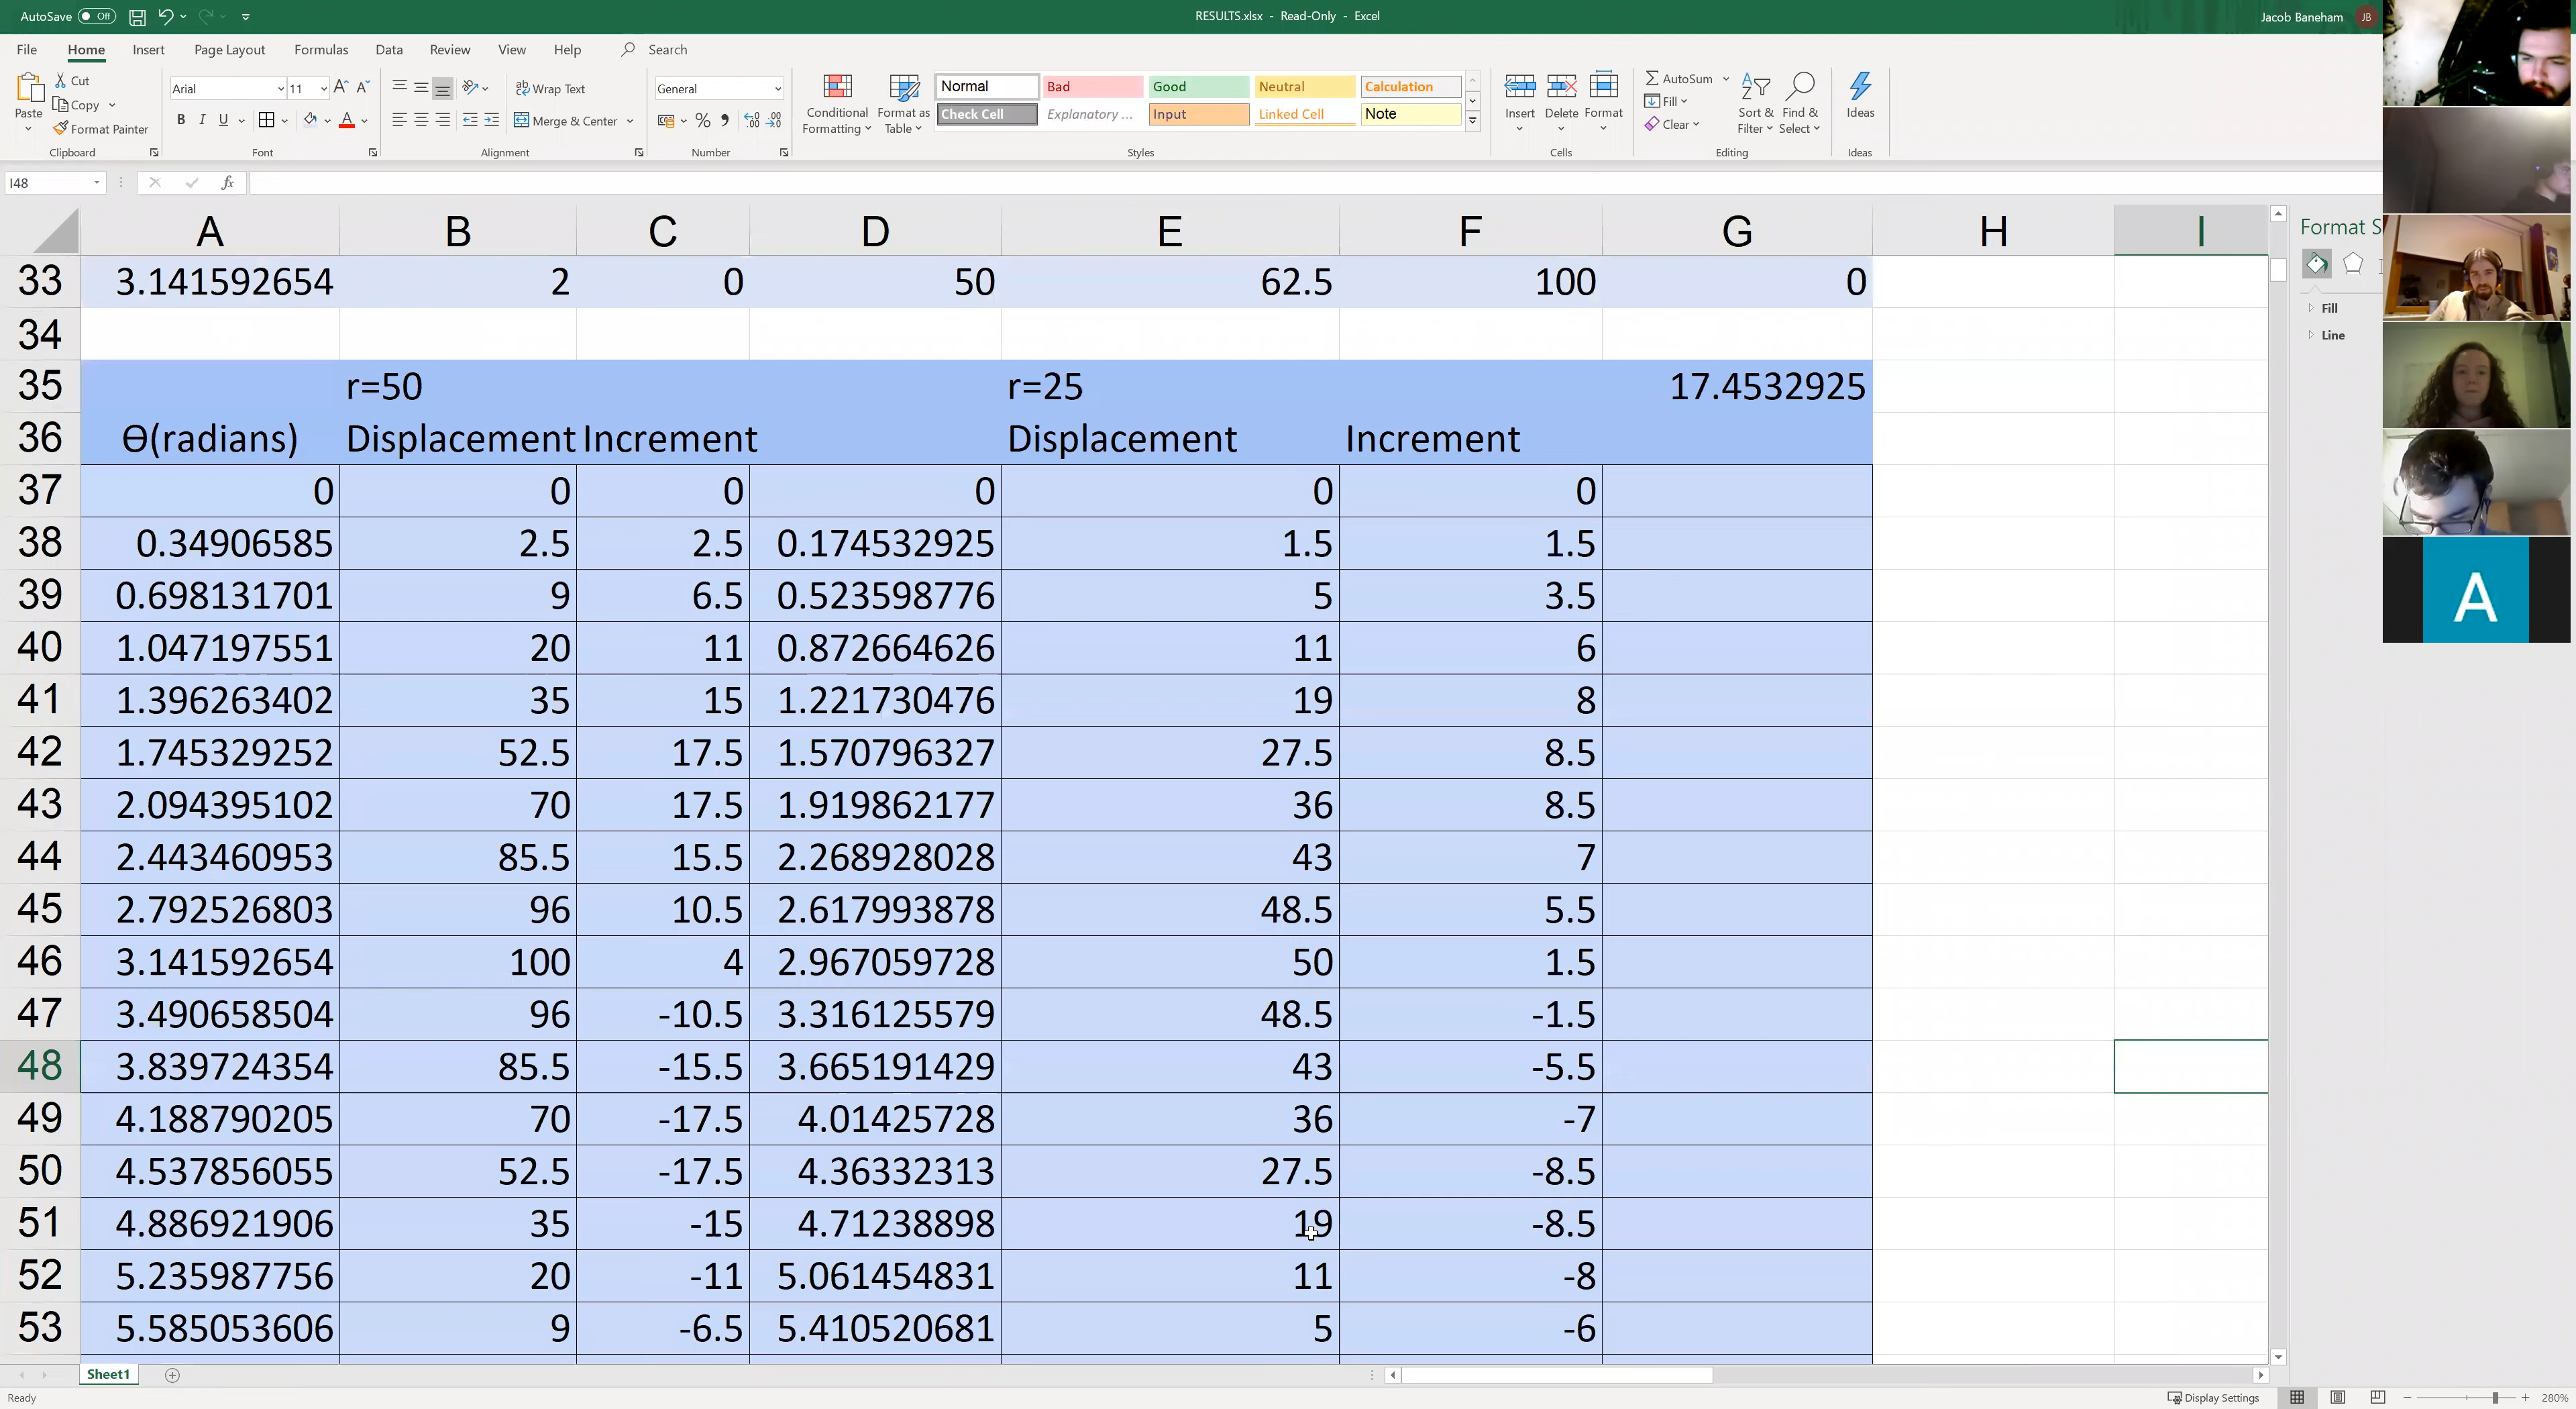 AutoSave Off
RESULTS.xlsx - Read-Only - Excel
Jacob Baneham JB
File Home Insert Page Layout Formulas Data Review View Help Search
Paste
Cut
Copy
Format Painter
Clipboard
Arial 11
B I U
Font
ab Wrap Text
Merge & Center
Alignment
General
Number
Conditional Formatting
Format as Table
Normal Bad Good Neutral Calculation
Check Cell Explanatory ... Input Linked Cell Note
Styles
Insert Delete Format
Cells
AutoSum
Fill
Clear
Sort & Filter
Find & Select
Editing
Ideas
Ideas
I48 fx
A B C D E F G H I
33 3.141592654 2 0 50 62.5 100 0
34
35 r=50 r=25 17.4532925
36 ϴ(radians) Displacement Increment Displacement Increment
37 0 0 0 0 0 0
38 0.34906585 2.5 2.5 0.174532925 1.5 1.5
39 0.698131701 9 6.5 0.523598776 5 3.5
40 1.047197551 20 11 0.872664626 11 6
41 1.396263402 35 15 1.221730476 19 8
42 1.745329252 52.5 17.5 1.570796327 27.5 8.5
43 2.094395102 70 17.5 1.919862177 36 8.5
44 2.443460953 85.5 15.5 2.268928028 43 7
45 2.792526803 96 10.5 2.617993878 48.5 5.5
46 3.141592654 100 4 2.967059728 50 1.5
47 3.490658504 96 -10.5 3.316125579 48.5 -1.5
48 3.839724354 85.5 -15.5 3.665191429 43 -5.5
49 4.188790205 70 -17.5 4.01425728 36 -7
50 4.537856055 52.5 -17.5 4.36332313 27.5 -8.5
51 4.886921906 35 -15 4.71238898 19 -8.5
52 5.235987756 20 -11 5.061454831 11 -8
53 5.585053606 9 -6.5 5.410520681 5 -6
Format S
Fill
Line
A
Sheet1
Ready
Display Settings
280%